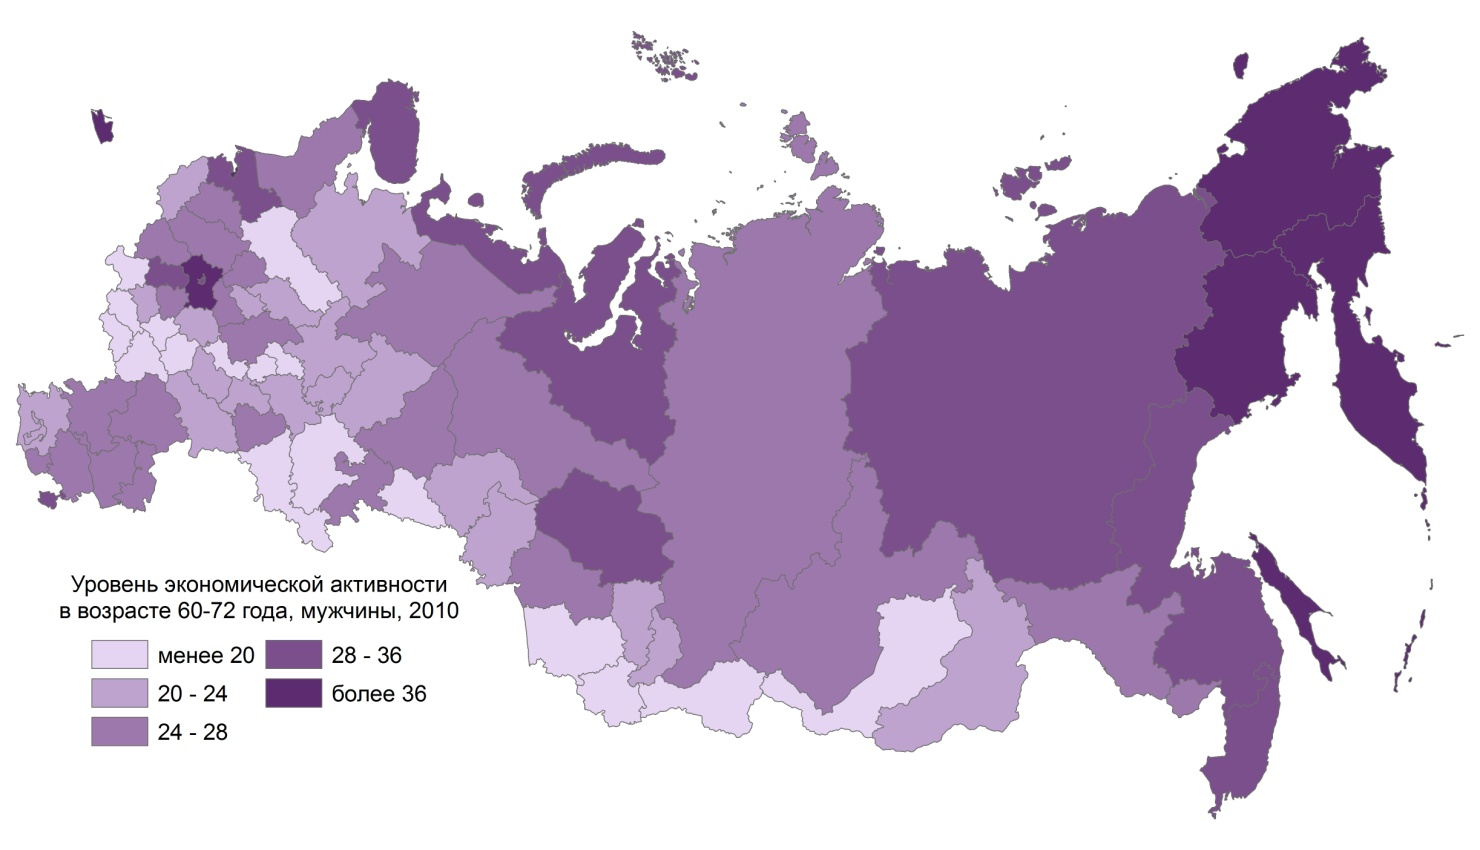 Уровень экономической активности
в возрасте 60-72 года, мужчины, 2010
менее 20
20 - 24
24 - 28
28 - 36
более 36